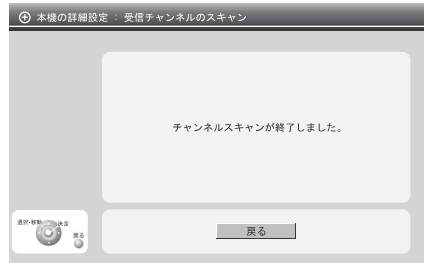 本機の詳細設定 : 受信チャンネルのスキャン
チャンネルスキャンが終了しました。
選択・移動
決定
戻る
戻る